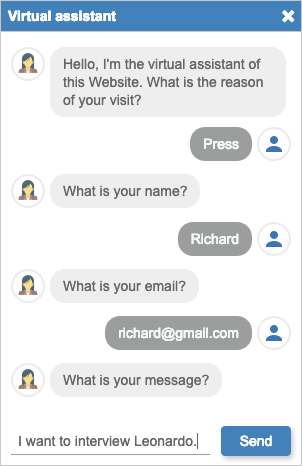 Virtual assistant
Hello, I'm the virtual assistant of
this Website. What is the reason
of your visit?
Press
What is your name?
Richard
What is your email?
richard@gmail.com
What is your message?
I want to interview Leonardo.
Send